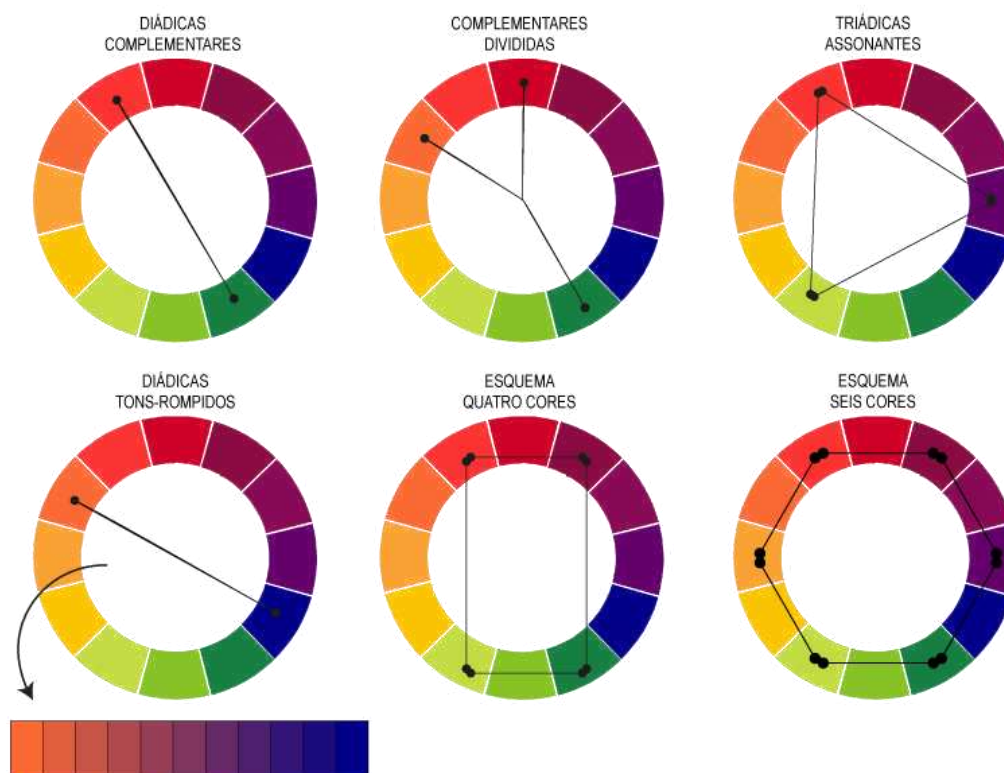 DIÁDICAS
COMPLEMENTARES
COMPLEMENTARES
DIVIDIDAS
TRIÁDICAS
ASSONANTES
DIÁDICAS
TONS-ROMPIDOS
ESQUEMA
QUATRO CORES
ESQUEMA
SEIS CORES